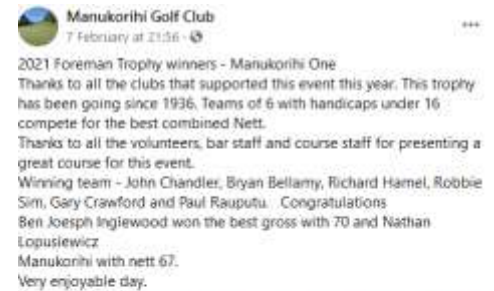 Manukorihi Golf Club
7 February at 21:56 ·
2021 Foreman Trophy winners - Manukorihi One
Thanks to all the clubs that supported this event this year. This trophy
has been going since 1936. Teams of 6 with handicaps under 16
compete for the best combined Nett.
Thanks to all the volunteers, bar staff and course staff for presenting a
great course for this event.
Winning team - John Chandler, Bryan Bellamy, Richard Hamel, Robbie
Sim, Gary Crawford and Paul Rauputu. Congratulations
Ben Joesph Inglewood won the best gross with 70 and Nathan
Lopusiewicz
Manukorihi with nett 67.
Very enjoyable day.